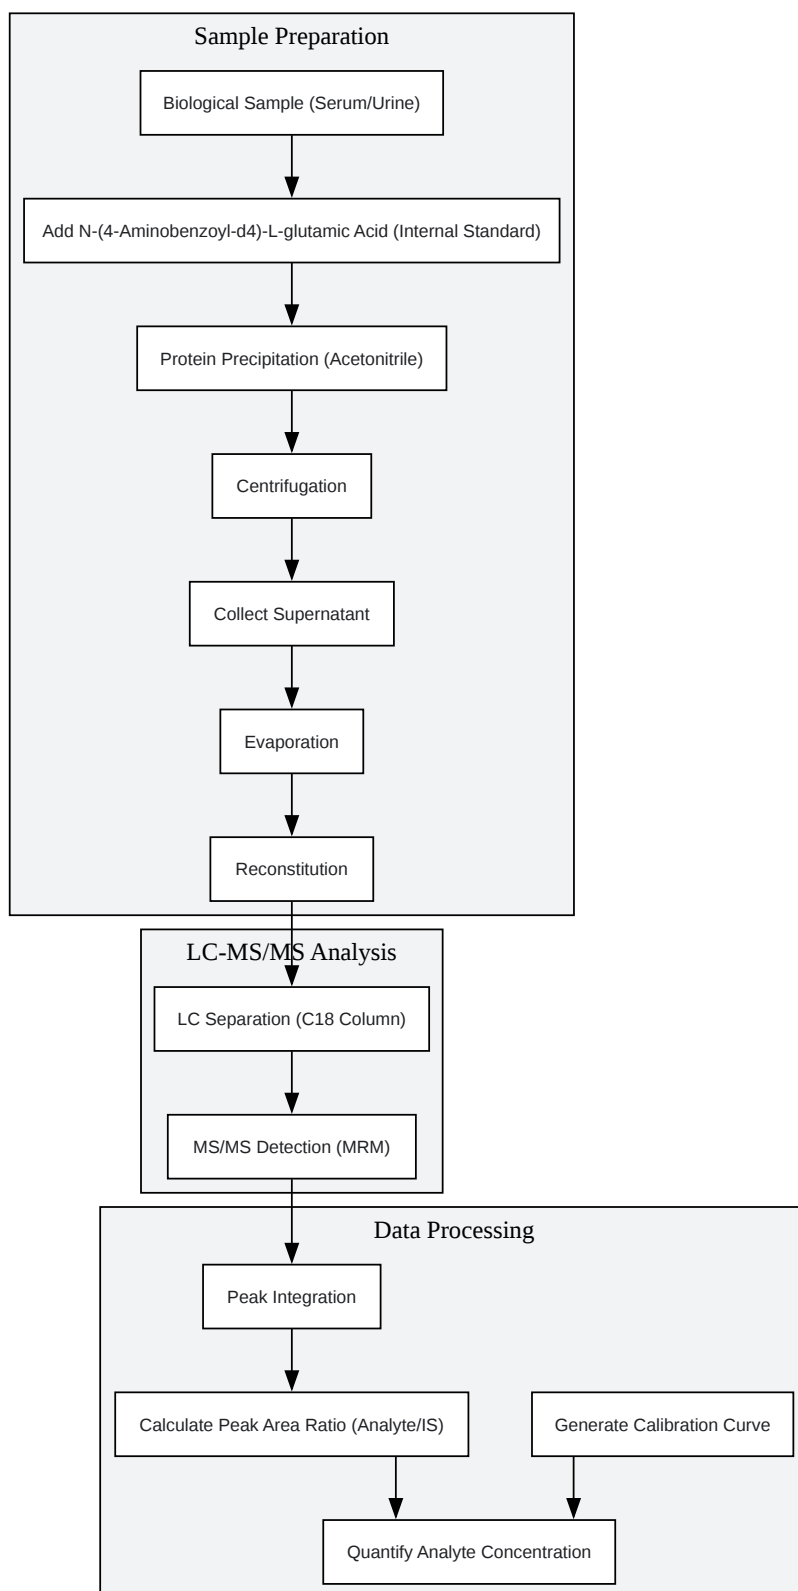 Sample Preparation
Biological Sample (Serum/Urine)
Add N-(4-Aminobenzoyl-d4)-L-glutamic Acid (Internal Standard)
Protein Precipitation (Acetonitrile)
Centrifugation
Collect Supernatant
Evaporation
Reconstitution
LC-MS/MS Analysis
LC Separation (C18 Column)
MS/MS Detection (MRM)
Data Processing
Peak Integration
Calculate Peak Area Ratio (Analyte/IS)
Generate Calibration Curve
Quantify Analyte Concentration